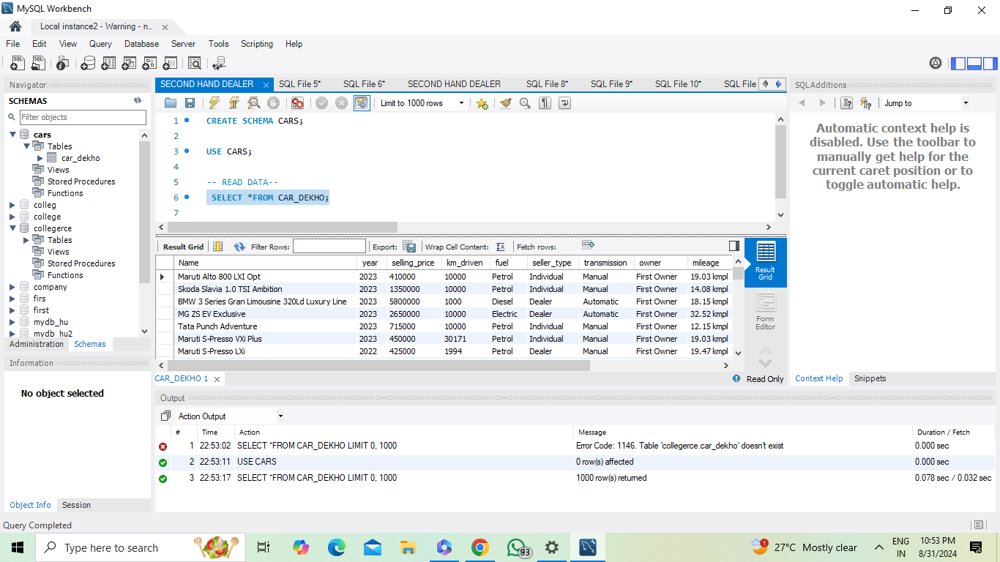 MySQL Workbench
Local instance2 - Warning - n...
File Edit View Query Database Server Tools Scripting Help
Navigator
SCHEMAS
Filter objects
cars
Tables
car_dekho
Views
Stored Procedures
Functions
colleg
college
collegerce
Tables
Views
Stored Procedures
Functions
company
firs
first
mydb_hu
mydb_hu2
Administration Schemas
Information
No object selected
Object Info Session
SECOND HAND DEALER SQL File 5* SQL File 6* SECOND HAND DEALER SQL File 8* SQL File 9* SQL File 10* SQL File
Limit to 1000 rows
1 CREATE SCHEMA CARS;
2
3 USE CARS;
4
5 -- READ DATA--
6 SELECT *FROM CAR_DEKHO;
7
Result Grid Filter Rows: Export: Wrap Cell Content: Fetch rows:
Name year selling_price km_driven fuel seller_type transmission owner mileage
Maruti Alto 800 LXI Opt 2023 410000 10000 Petrol Individual Manual First Owner 19.03 kmpl
Skoda Slavia 1.0 TSI Ambition 2023 1350000 10000 Petrol Individual Manual First Owner 14.08 kmpl
BMW 3 Series Gran Limousine 320Ld Luxury Line 2023 5800000 1000 Diesel Dealer Automatic First Owner 18.15 kmpl
MG ZS EV Exclusive 2023 2650000 10000 Electric Dealer Automatic First Owner 32.52 kmpl
Tata Punch Adventure 2023 715000 10000 Petrol Individual Manual First Owner 12.15 kmpl
Maruti S-Presso VXi Plus 2023 450000 30171 Petrol Individual Manual First Owner 19.03 kmpl
Maruti S-Presso LXi 2022 425000 1994 Petrol Dealer Manual First Owner 19.47 kmpl
Result Grid
Form Editor
CAR_DEKHO 1
Read Only
SQLAdditions
Jump to
Automatic context help is
disabled. Use the toolbar to
manually get help for the
current caret position or to
toggle automatic help.
Context Help Snippets
Output
Action Output
# Time Action Message Duration / Fetch
1 22:53:02 SELECT *FROM CAR_DEKHO LIMIT 0, 1000 Error Code: 1146. Table 'collegerce.car_dekho' doesn't exist 0.000 sec
2 22:53:11 USE CARS 0 row(s) affected 0.000 sec
3 22:53:17 SELECT *FROM CAR_DEKHO LIMIT 0, 1000 1000 row(s) returned 0.078 sec / 0.032 sec
Query Completed
Type here to search
93
1
27°C Mostly clear
ENG
IN
10:53 PM
8/31/2024